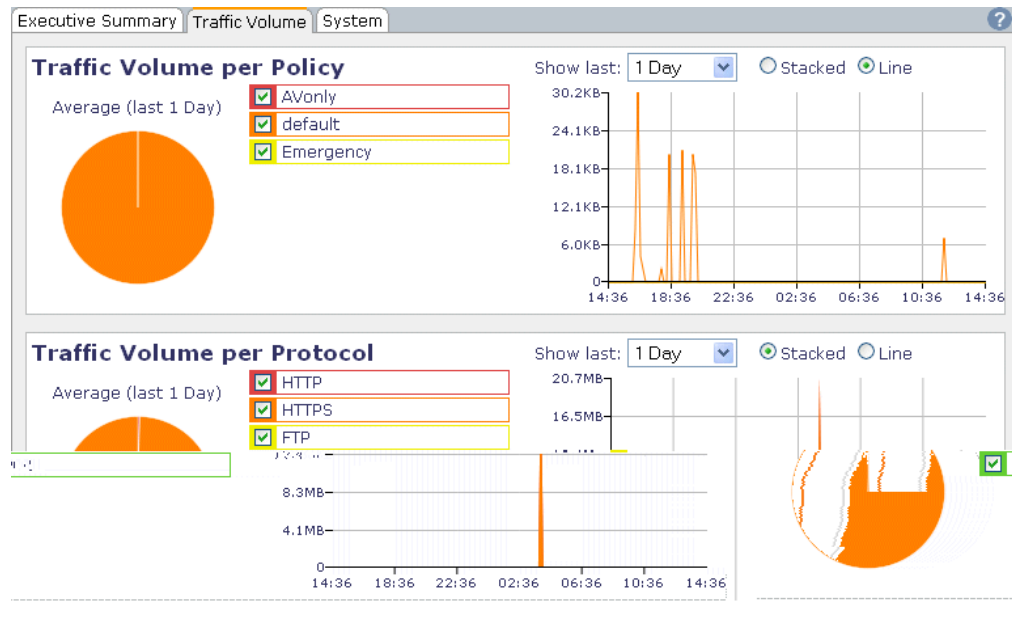 Executive Summary
Traffic Volume
System
?
Traffic Volume per Policy
Average (last 1 Day)
AVonly
default
Emergency
Show last: 1 Day
Stacked
Line
30.2KB
24.1KB
18.1KB
12.1KB
6.0KB
0
14:36 18:36 22:36 02:36 06:36 10:36 14:36
Traffic Volume per Protocol
Average (last 1 Day)
HTTP
HTTPS
FTP
Show last: 1 Day
Stacked
Line
20.7MB
16.5MB
8.3MB
4.1MB
0
14:36 18:36 22:36 02:36 06:36 10:36 14:36